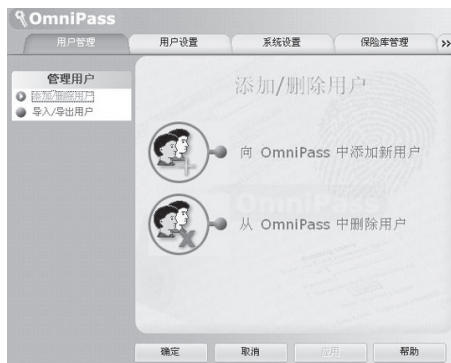 OmniPass
用户管理 用户设置 系统设置 保险库管理 »
管理用户
添加/删除用户
导入/导出用户
添加/删除用户
向 OmniPass 中添加新用户
OmniPass
从 OmniPass 中删除用户
确定 取消 应用 帮助